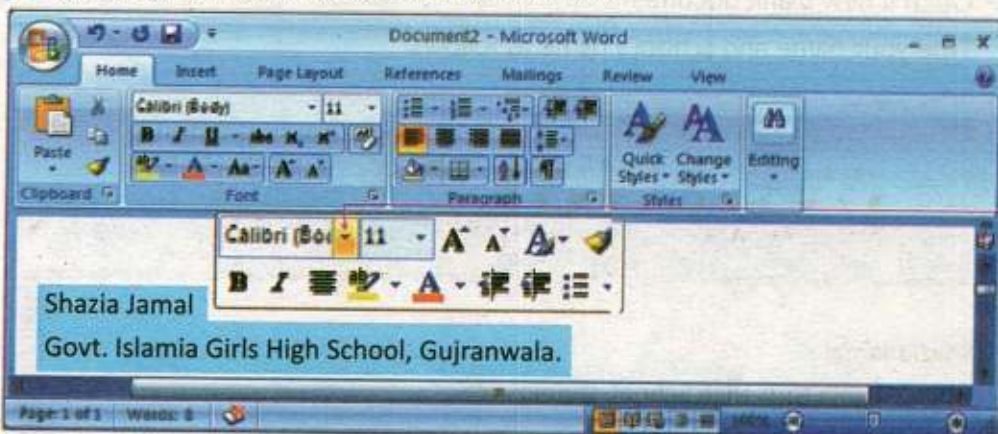 Document2 - Microsoft Word
Home Insert Page Layout References Mailings Review View
Calibri (Body) 11
Paste
Quick Styles Change Styles Editing
Clipboard Font Paragraph Styles
Calibri (Bo 11
Shazia Jamal
Govt. Islamia Girls High School, Gujranwala.
Page: 1 of 1 Words: 8 100%